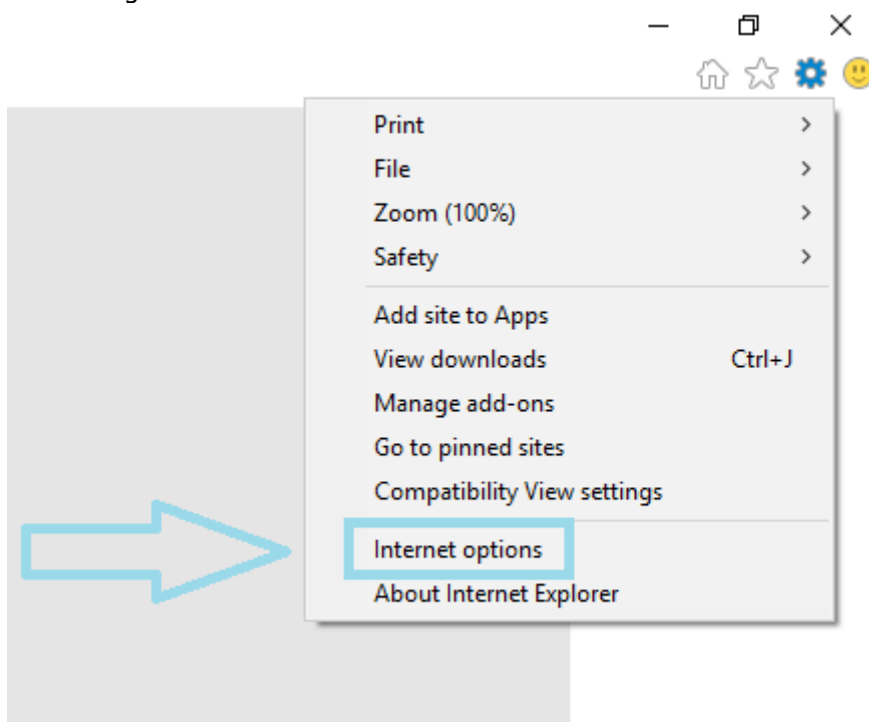 Print
File
Zoom (100%)
Safety
Add site to Apps
View downloads Ctrl+J
Manage add-ons
Go to pinned sites
Compatibility View settings
Internet options
About Internet Explorer